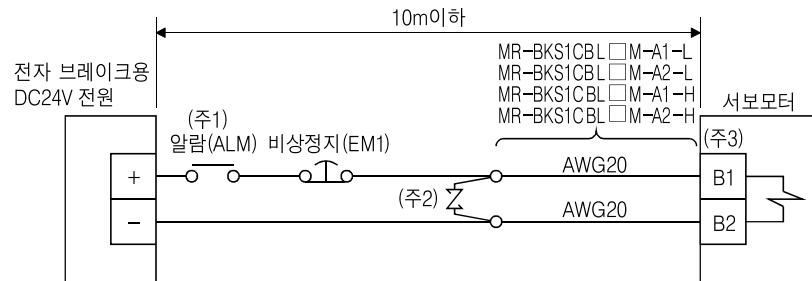 10m이하
MR-BKS1CBL□M-A1-L
MR-BKS1CBL□M-A2-L
MR-BKS1CBL□M-A1-H
MR-BKS1CBL□M-A2-H
전자 브레이크용
DC24V 전원
서보모터
(주1)
알람(ALM)
비상정지(EM1)
(주3)
+
AWG20
B1
(주2)
−
AWG20
B2